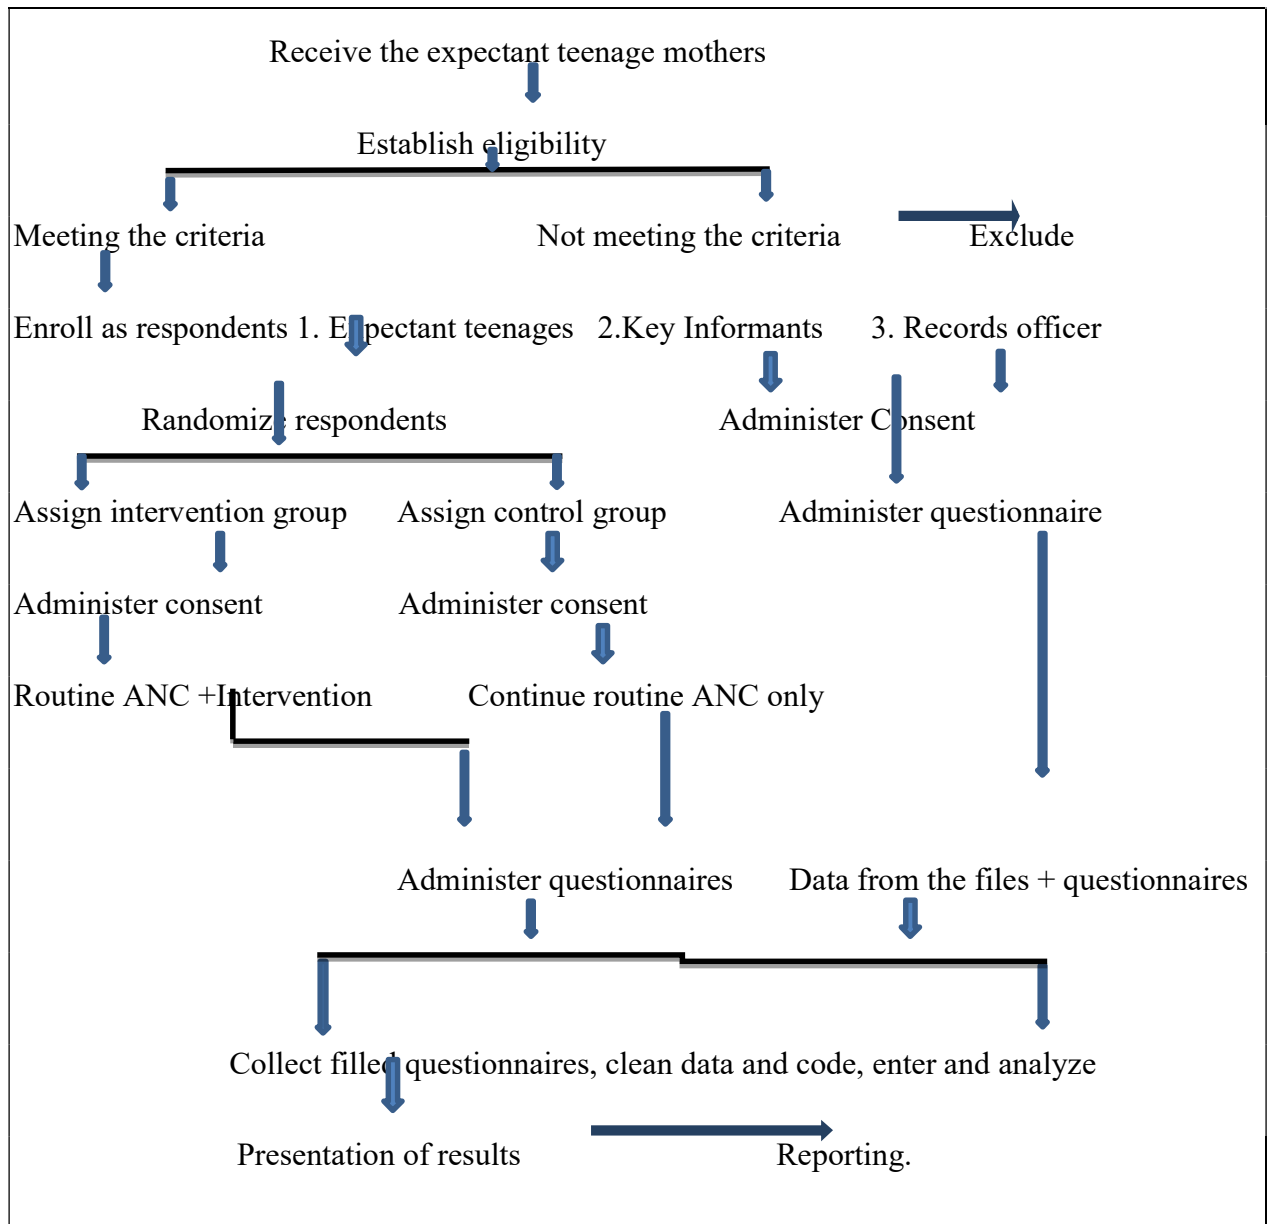 Receive the expectant teenage mothers
Establish eligibility
Meeting the criteria Not meeting the criteria Exclude
Enroll as respondents 1. Expectant teenages 2.Key Informants 3. Records officer
Randomize respondents Administer Consent
Assign intervention group Assign control group Administer questionnaire
Administer consent Administer consent
Routine ANC +Intervention Continue routine ANC only
Administer questionnaires Data from the files + questionnaires
Collect filled questionnaires, clean data and code, enter and analyze
Presentation of results Reporting.